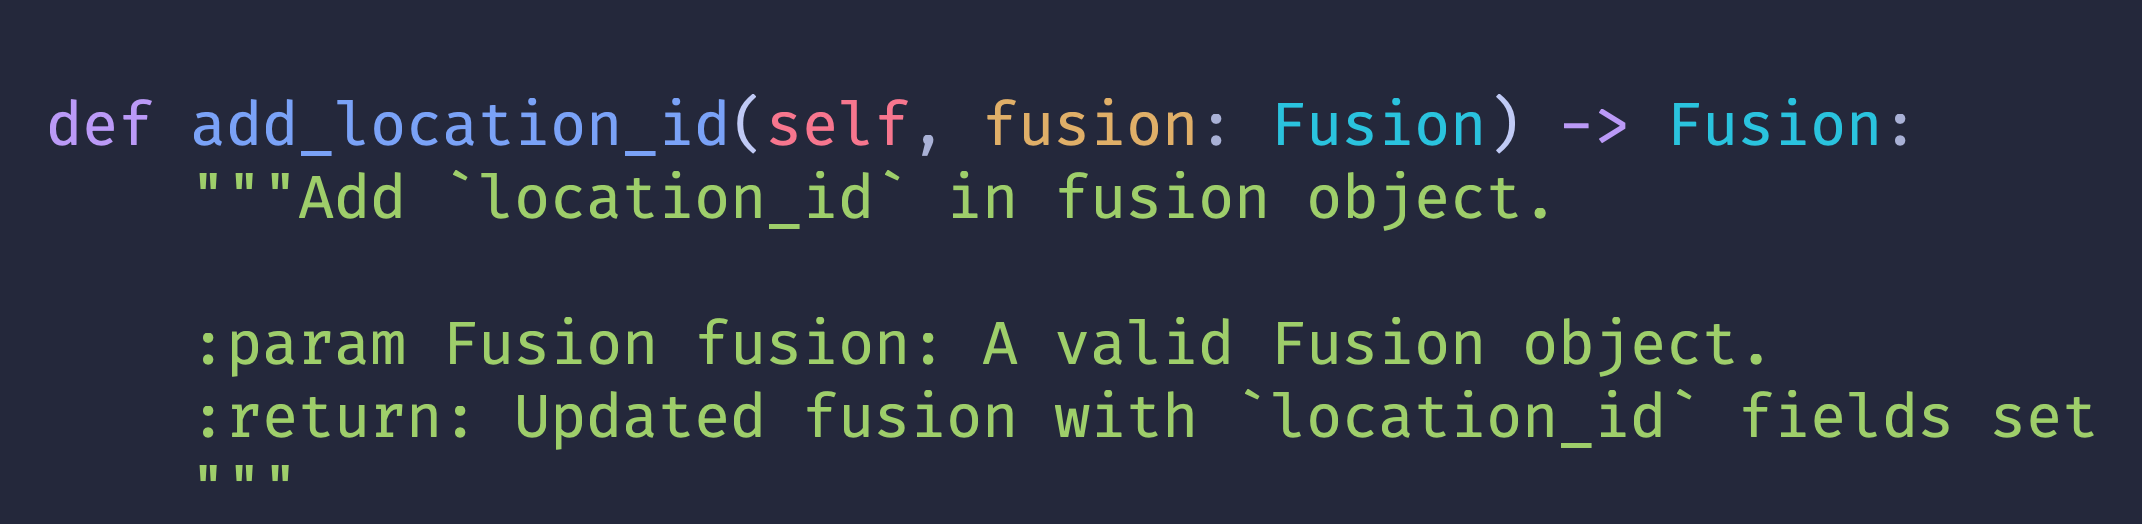 def add_location_id(self, fusion: Fusion) -> Fusion:
    """Add `location_id` in fusion object.

    :param Fusion fusion: A valid Fusion object.
    :return: Updated fusion with `location_id` fields set
    """